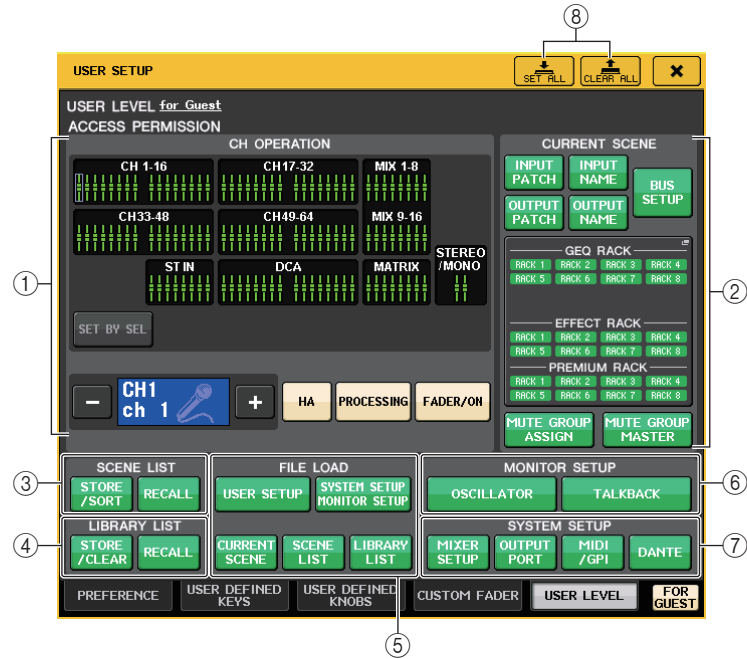 ⑧
USER SETUP
SET ALL
CLEAR ALL
USER LEVEL for Guest
ACCESS PERMISSION
CH OPERATION
CH 1-16
CH17-32
MIX 1-8
CH33-48
CH49-64
MIX 9-16
ST IN
DCA
MATRIX
STEREO
/MONO
SET BY SEL
−
CH1
ch 1
+
HA
PROCESSING
FADER/ON
①
CURRENT SCENE
INPUT
PATCH
INPUT
NAME
BUS
SETUP
OUTPUT
PATCH
OUTPUT
NAME
GEQ RACK
RACK 1 RACK 2 RACK 3 RACK 4
RACK 5 RACK 6 RACK 7 RACK 8
EFFECT RACK
RACK 1 RACK 2 RACK 3 RACK 4
RACK 5 RACK 6 RACK 7 RACK 8
PREMIUM RACK
RACK 1 RACK 2 RACK 3 RACK 4
RACK 5 RACK 6 RACK 7 RACK 8
MUTE GROUP
ASSIGN
MUTE GROUP
MASTER
②
③
SCENE LIST
STORE
/SORT
RECALL
④
LIBRARY LIST
STORE
/CLEAR
RECALL
FILE LOAD
USER SETUP
SYSTEM SETUP
MONITOR SETUP
CURRENT
SCENE
SCENE
LIST
LIBRARY
LIST
⑤
MONITOR SETUP
OSCILLATOR
TALKBACK
⑥
SYSTEM SETUP
MIXER
SETUP
OUTPUT
PORT
MIDI
/GPI
DANTE
⑦
PREFERENCE
USER DEFINED
KEYS
USER DEFINED
KNOBS
CUSTOM FADER
USER LEVEL
FOR
GUEST